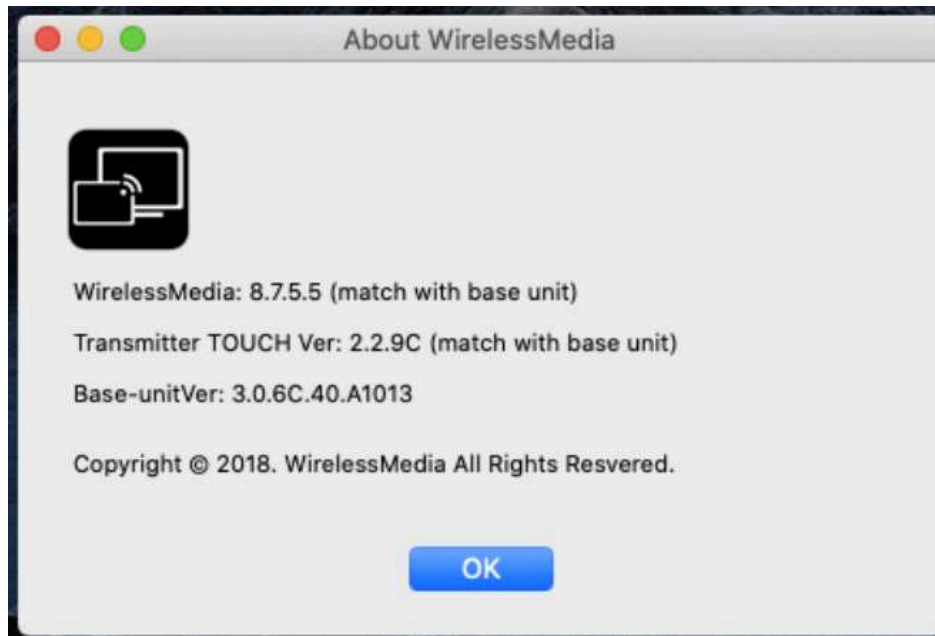 About WirelessMedia
WirelessMedia: 8.7.5.5 (match with base unit)
Transmitter TOUCH Ver: 2.2.9C (match with base unit)
Base-unitVer: 3.0.6C.40.A1013
Copyright © 2018. WirelessMedia All Rights Resvered.
OK